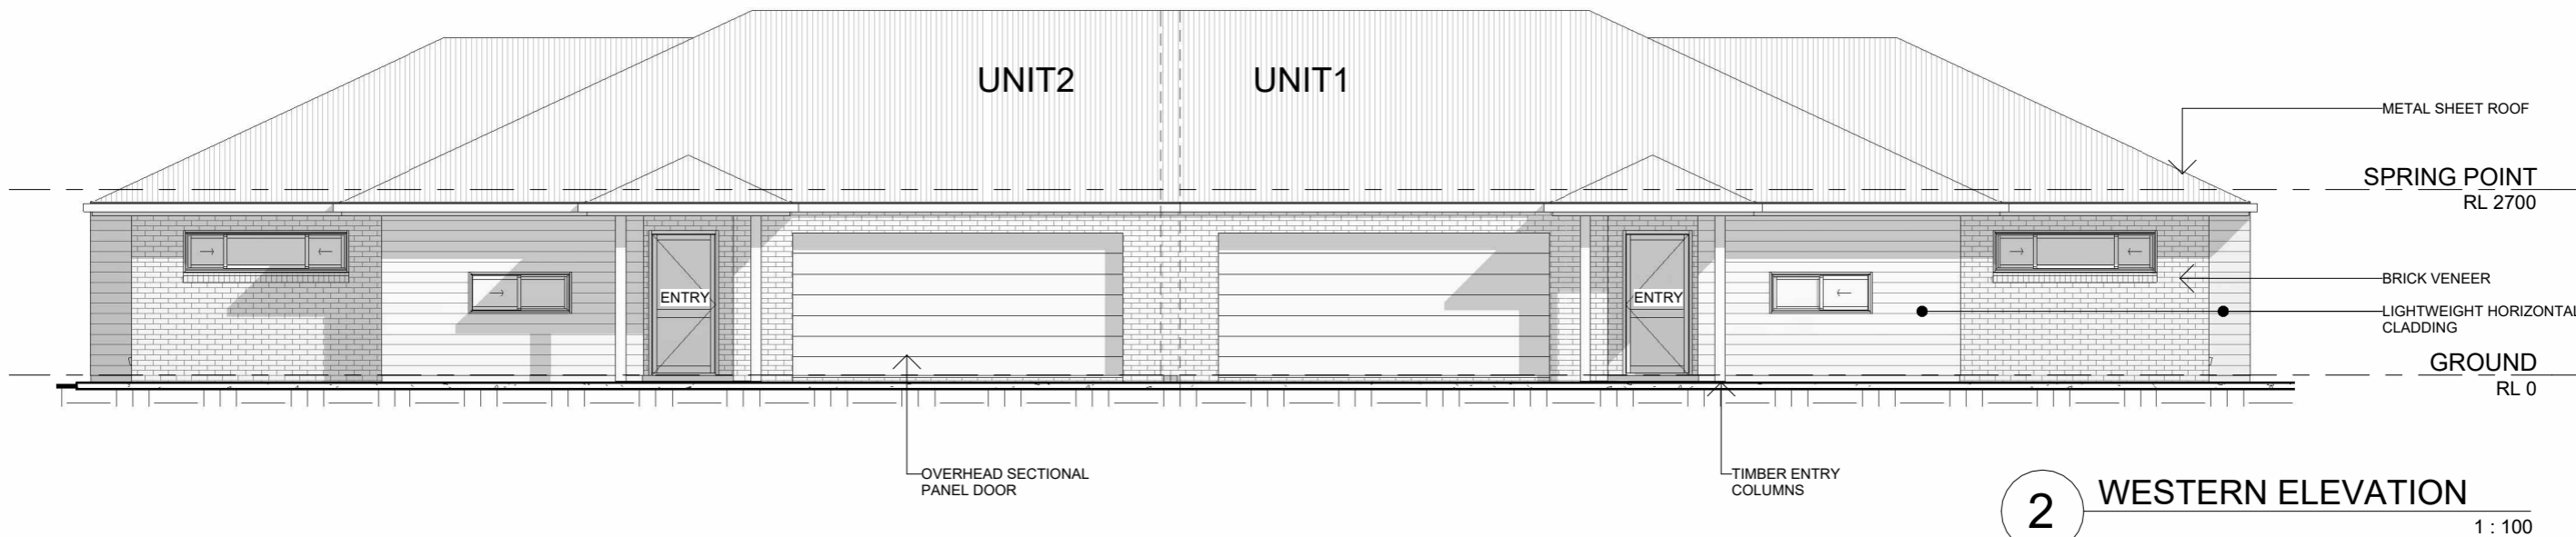 UNIT2
UNIT1
METAL SHEET ROOF
SPRING POINT
RL 2700
ENTRY
ENTRY
BRICK VENEER
LIGHTWEIGHT HORIZONTAL
CLADDING
GROUND
RL 0
OVERHEAD SECTIONAL
PANEL DOOR
TIMBER ENTRY
COLUMNS
2
WESTERN ELEVATION
1 : 100